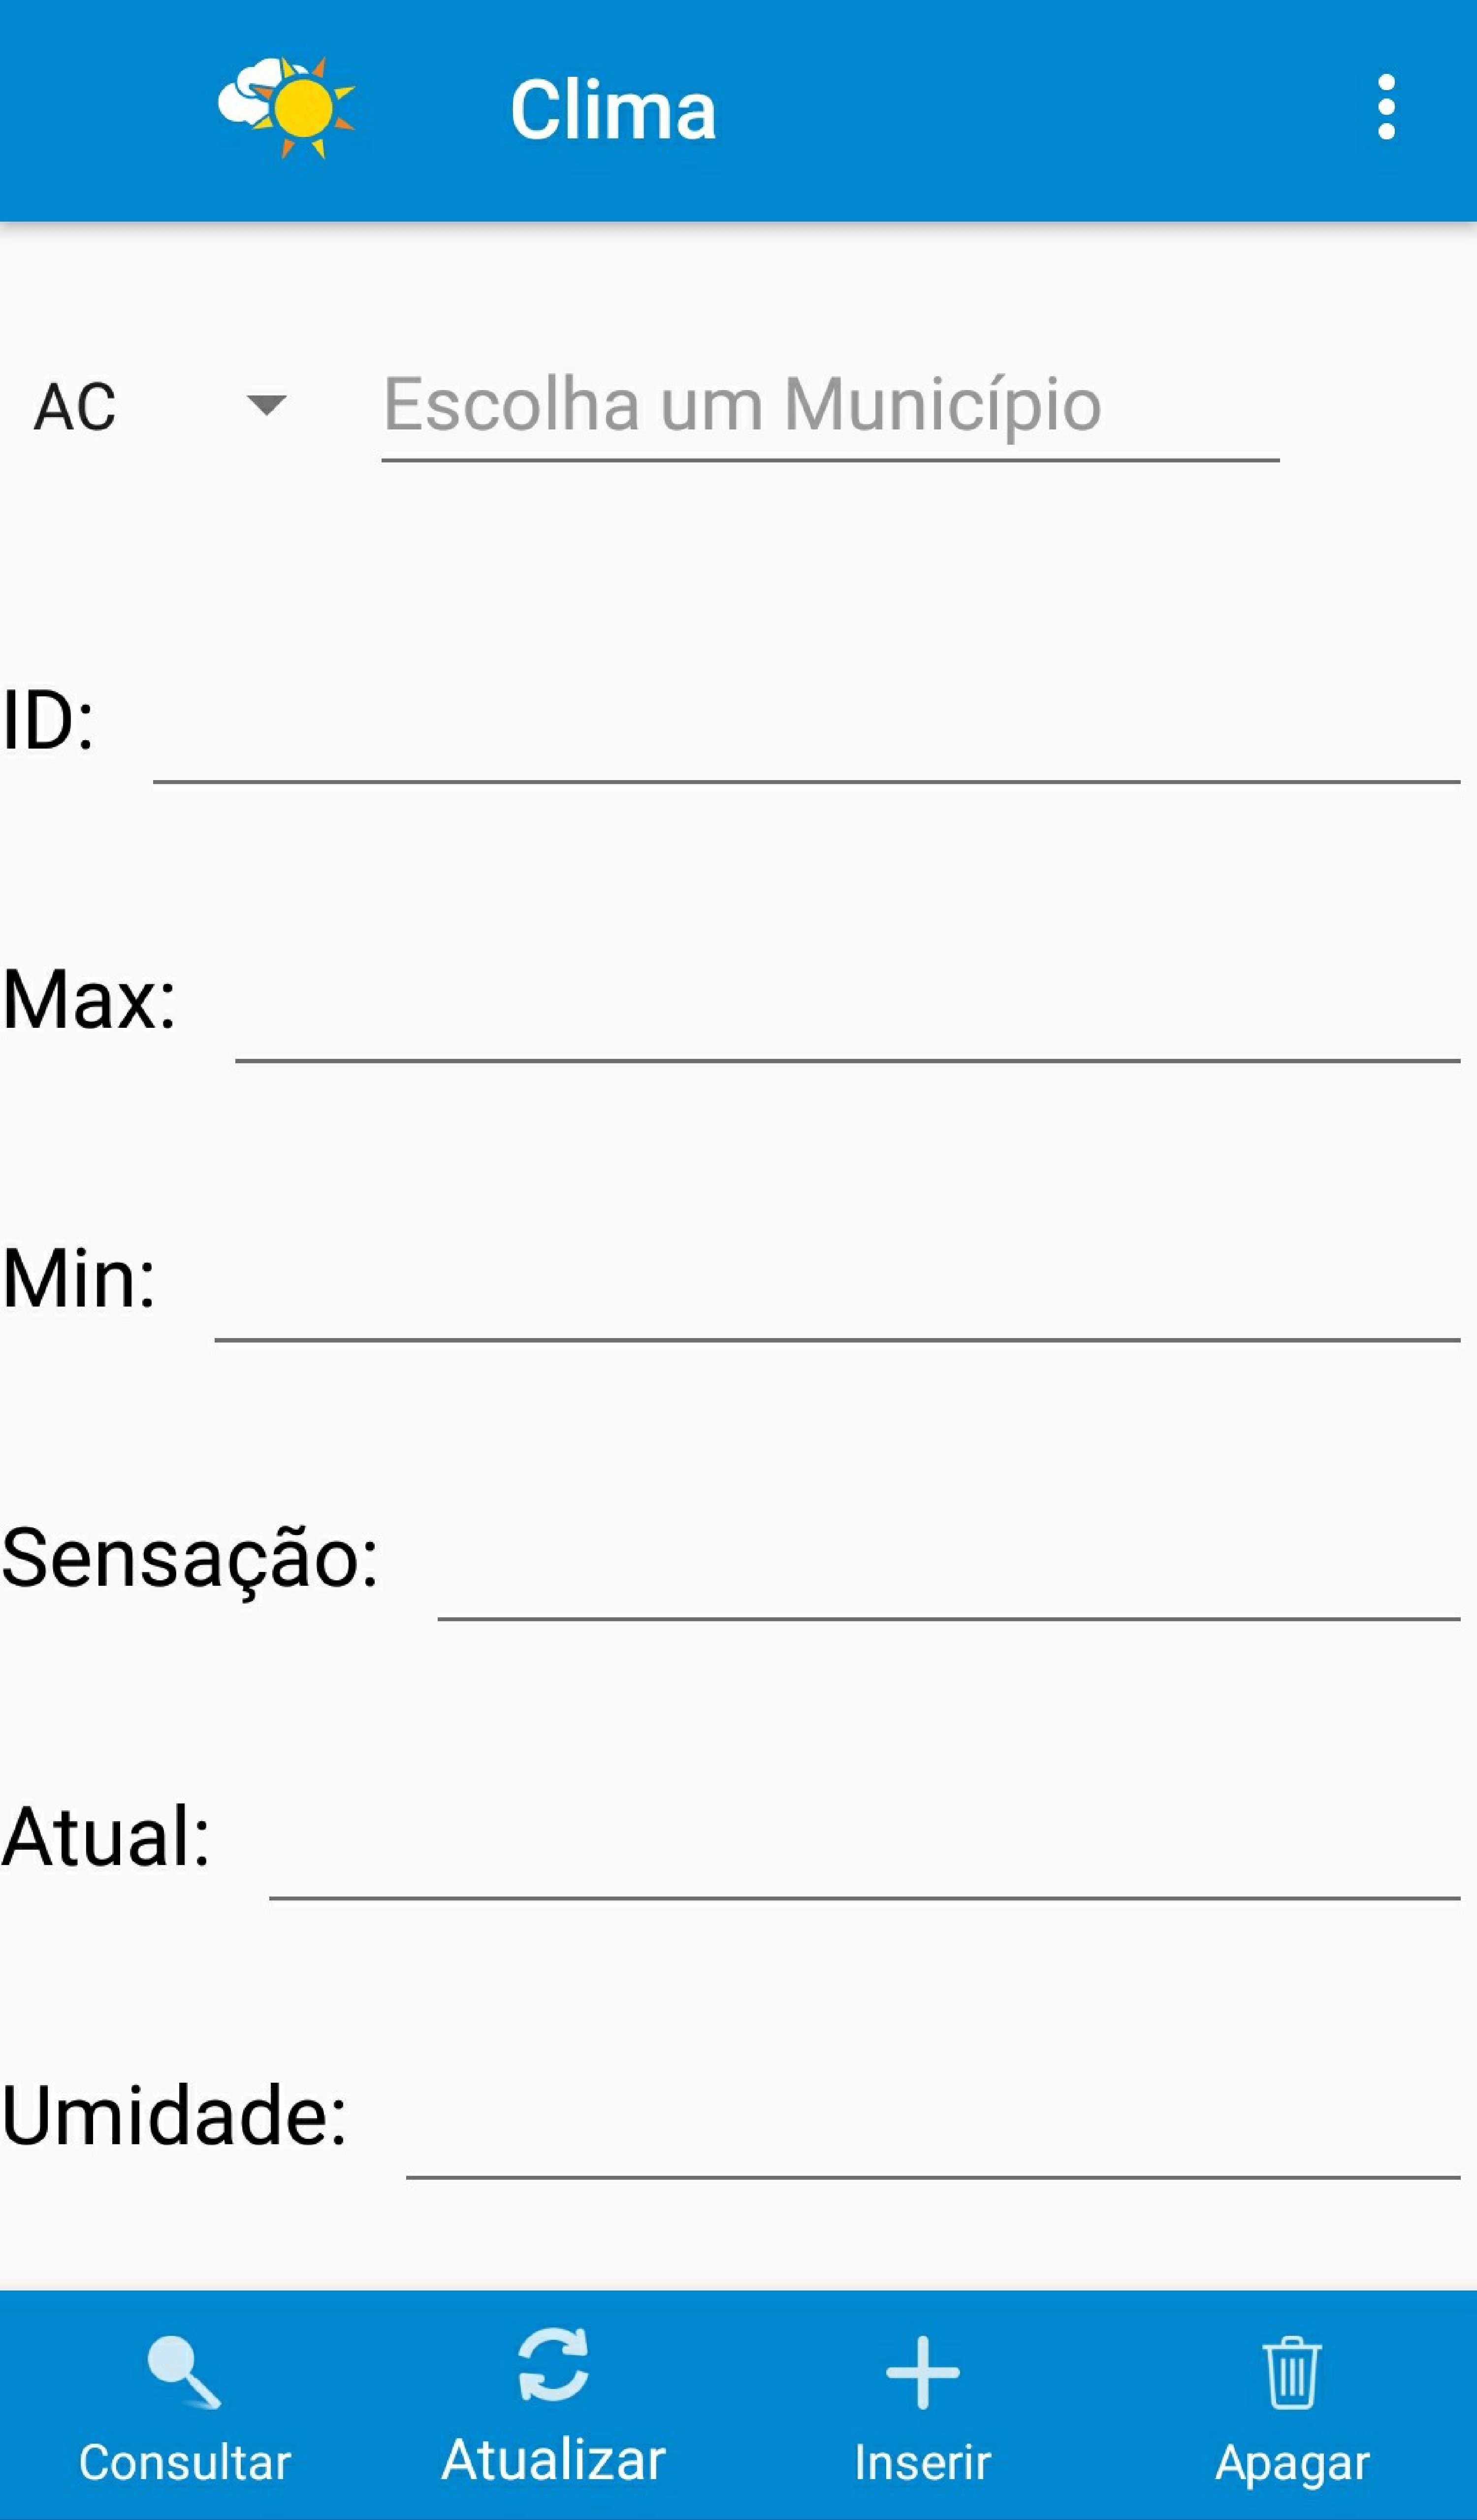 Clima
AC Escolha um Município
ID:
Max:
Min:
Sensação:
Atual:
Umidade:
Consultar Atualizar Inserir Apagar